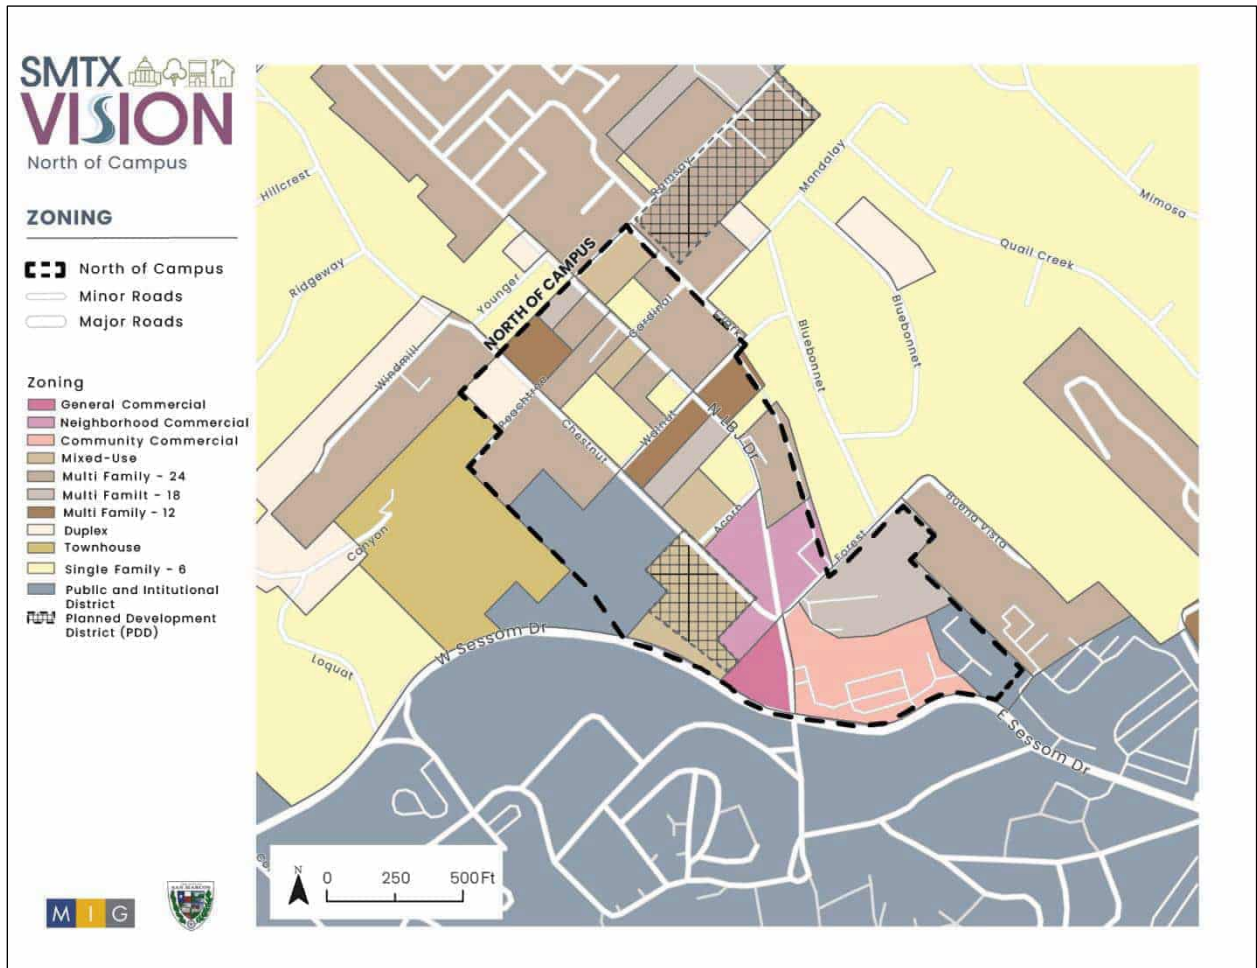 SMTX
VISION
North of Campus
ZONING
North of Campus
Minor Roads
Major Roads
Zoning
General Commercial
Neighborhood Commercial
Community Commercial
Mixed-Use
Multi Family - 24
Multi Familt - 18
Multi Family - 12
Duplex
Townhouse
Single Family - 6
Public and Intitutional
District
Planned Development
District (PDD)
Hillcrest
Ridgeway
Younger
NORTH OF CAMPUS
Ramsay
Mandalay
Mimosa
Quail Creek
Bluebonnet
Bluebonnet
Windmill
Cardinal
Clark
Peachtree
Chestnut
Walnut
N LBJ Dr
Acorn
Forest
Buena Vista
Canyon
Loquat
W Sessom Dr
E Sessom Dr
N
0 250 500 Ft
M I G
SAN MARCOS